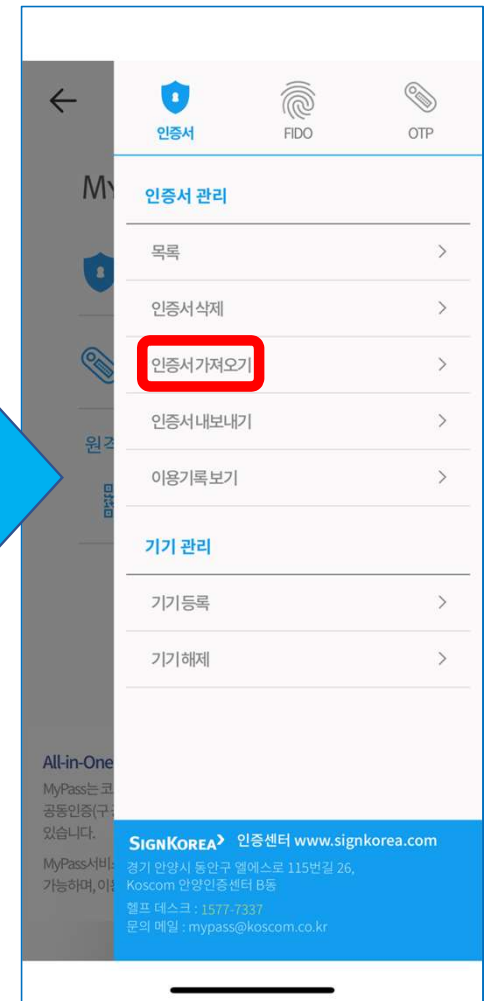 인증서
FIDO
OTP
My
인증서 관리
목록
인증서 삭제
인증서 가져오기
인증서 내보내기
원격
이용기록 보기
기기 관리
기기 등록
기기 해제
All-in-One
MyPass는 코
공동인증(구
있습니다.
MyPass서비
가능하며, 이
SIGNKOREA 인증센터 www.signkorea.com
경기 안양시 동안구 엘에스로 115번길 26,
Koscom 안양인증센터 B동
헬프 데스크 : 1577-7337
문의 메일 : mypass@koscom.co.kr